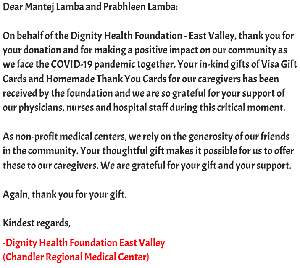 Dear Mantej Lamba and Prabhleen Lamba:
On behalf of the Dignity Health Foundation - East Valley, thank you for
your donation and for making a positive impact on our community as
we face the COVID-19 pandemic together. Your in-kind gifts of Visa Gift
Cards and Homemade Thank You Cards for our caregivers has been
received by the foundation and we are so grateful for your support of
our physicians, nurses and hospital staff during this critical moment.
As non-profit medical centers, we rely on the generosity of our friends
in the community. Your thoughtful gift makes it possible for us to offer
these to our caregivers. We are grateful for your gift and your support.
Again, thank you for your gift.
Kindest regards,
-Dignity Health Foundation East Valley
(Chandler Regional Medical Center)